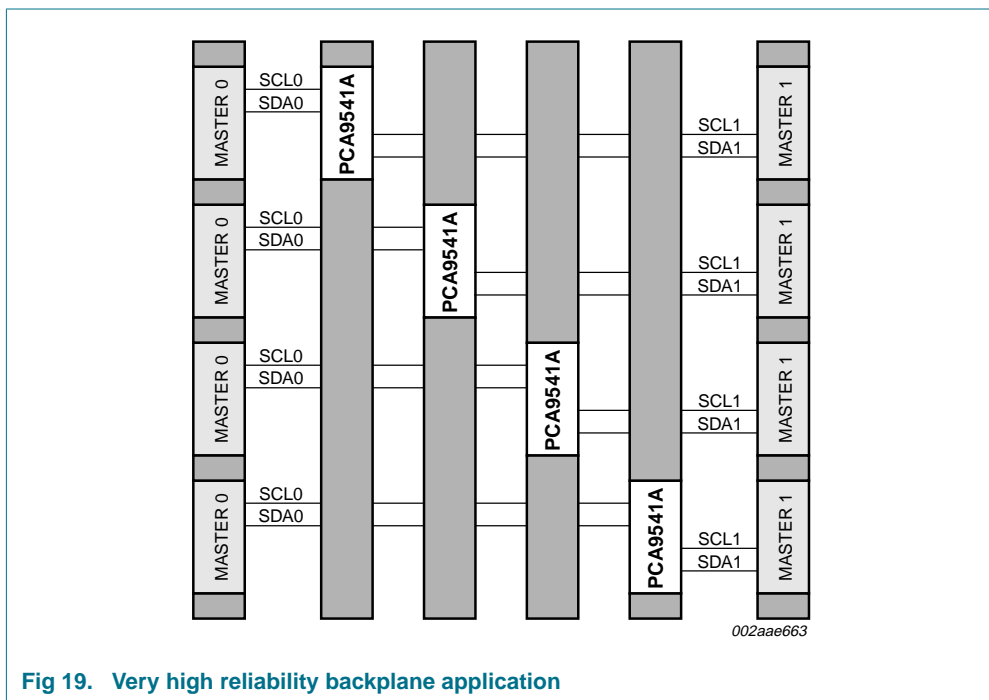 MASTER 0
SCL0
SDA0
PCA9541A
SCL1
SDA1
MASTER 1
MASTER 0
SCL0
SDA0
PCA9541A
SCL1
SDA1
MASTER 1
MASTER 0
SCL0
SDA0
PCA9541A
SCL1
SDA1
MASTER 1
MASTER 0
SCL0
SDA0
PCA9541A
SCL1
SDA1
MASTER 1
002aae663
Fig 19. Very high reliability backplane application